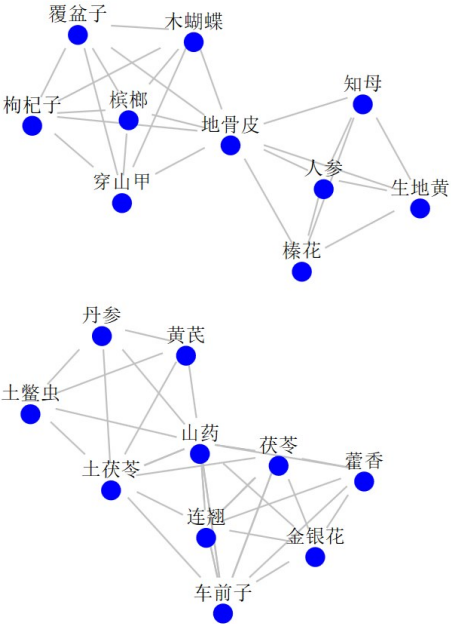 覆盆子
木蝴蝶
枸杞子
槟榔
地骨皮
知母
穿山甲
人参
生地黄
榛花
丹参
黄芪
土鳖虫
山药
茯苓
土茯苓
藿香
连翘
金银花
车前子